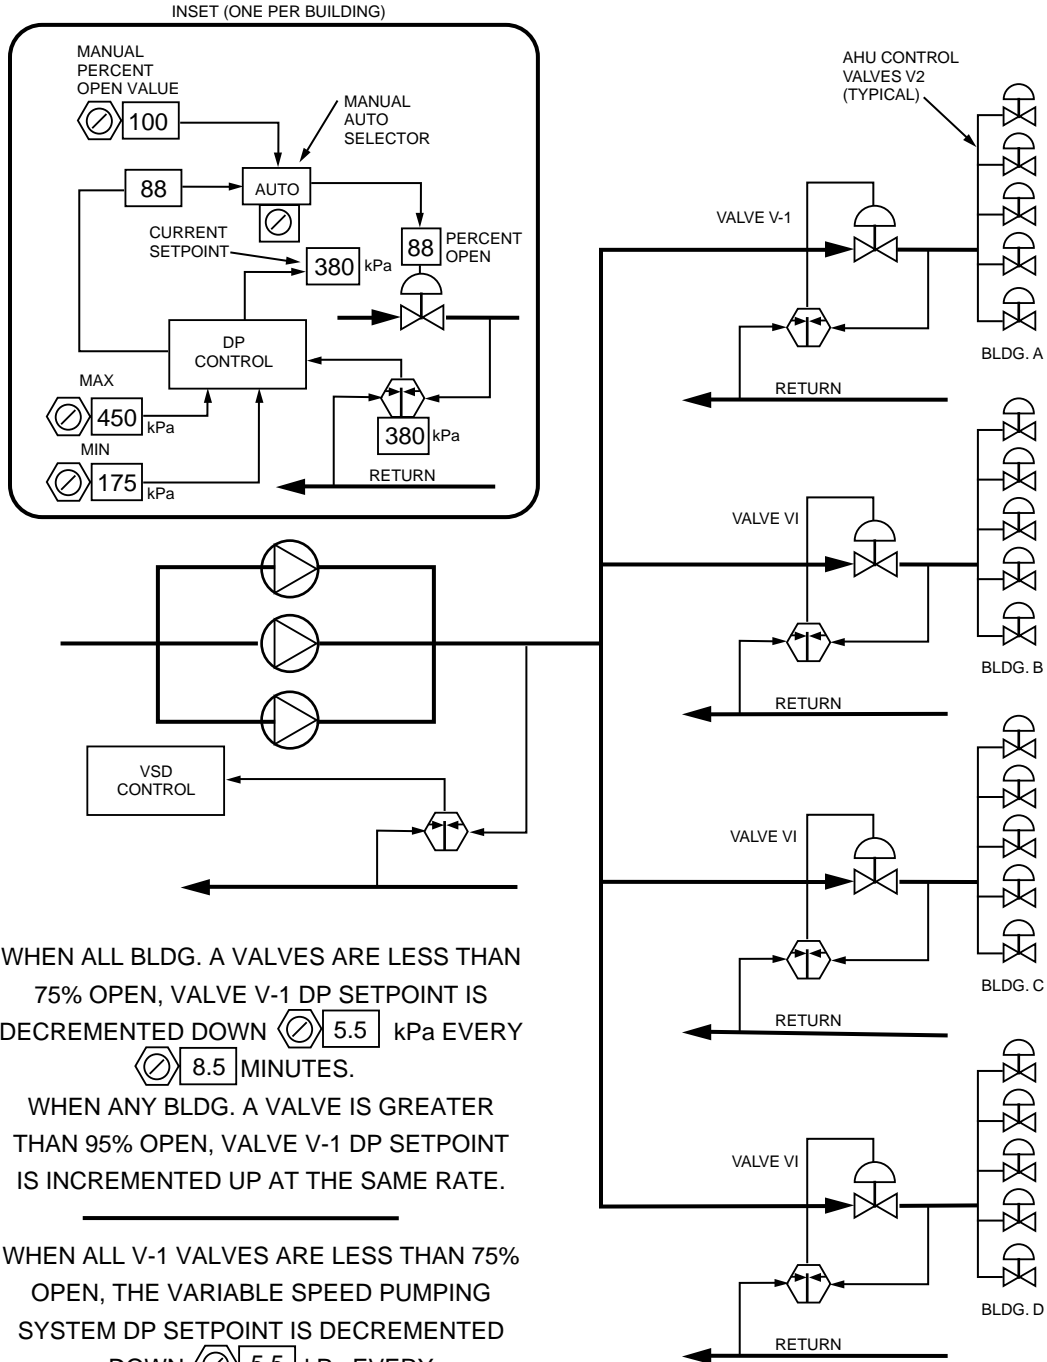 INSET (ONE PER BUILDING)
MANUAL
PERCENT
OPEN VALUE
100
MANUAL
AUTO
SELECTOR
88
AUTO
CURRENT
SETPOINT
380 kPa
88
PERCENT
OPEN
DP
CONTROL
MAX
450 kPa
MIN
175 kPa
380 kPa
RETURN
AHU CONTROL
VALVES V2
(TYPICAL)
VALVE V-1
BLDG. A
RETURN
VALVE VI
BLDG. B
RETURN
VALVE VI
BLDG. C
RETURN
VALVE VI
BLDG. D
RETURN
VSD
CONTROL
WHEN ALL BLDG. A VALVES ARE LESS THAN
75% OPEN, VALVE V-1 DP SETPOINT IS
DECREMENTED DOWN 5.5 kPa EVERY
8.5 MINUTES.
WHEN ANY BLDG. A VALVE IS GREATER
THAN 95% OPEN, VALVE V-1 DP SETPOINT
IS INCREMENTED UP AT THE SAME RATE.
WHEN ALL V-1 VALVES ARE LESS THAN 75%
OPEN, THE VARIABLE SPEED PUMPING
SYSTEM DP SETPOINT IS DECREMENTED
DOWN 5.5 kPa EVERY